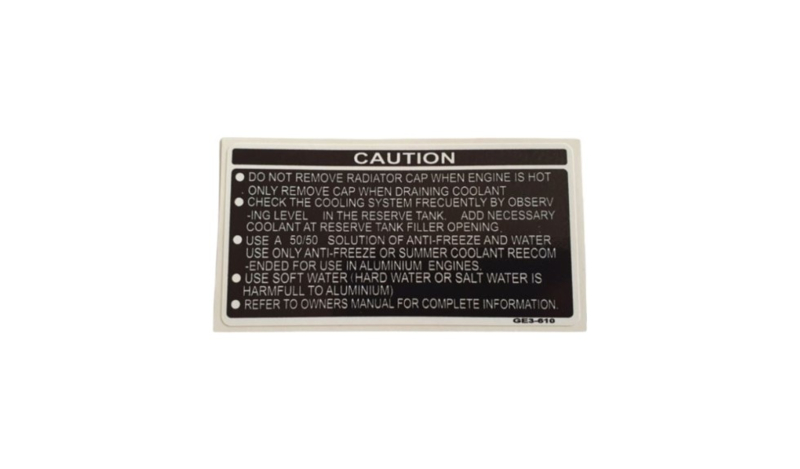 CAUTION
DO NOT REMOVE RADIATOR CAP WHEN ENGINE IS HOT
ONLY REMOVE CAP WHEN DRAINING COOLANT
CHECK THE COOLING SYSTEM FRECUENTLY BY OBSERV
-ING LEVEL IN THE RESERVE TANK. ADD NECESSARY
COOLANT AT RESERVE TANK FILLER OPENING.
USE A 50/50 SOLUTION OF ANTI-FREEZE AND WATER
USE ONLY ANTI-FREEZE OR SUMMER COOLANT REECOM
-ENDED FOR USE IN ALUMINIUM ENGINES.
USE SOFT WATER (HARD WATER OR SALT WATER IS
HARMFULL TO ALUMINIUM)
REFER TO OWNERS MANUAL FOR COMPLETE INFORMATION.
GE3-610